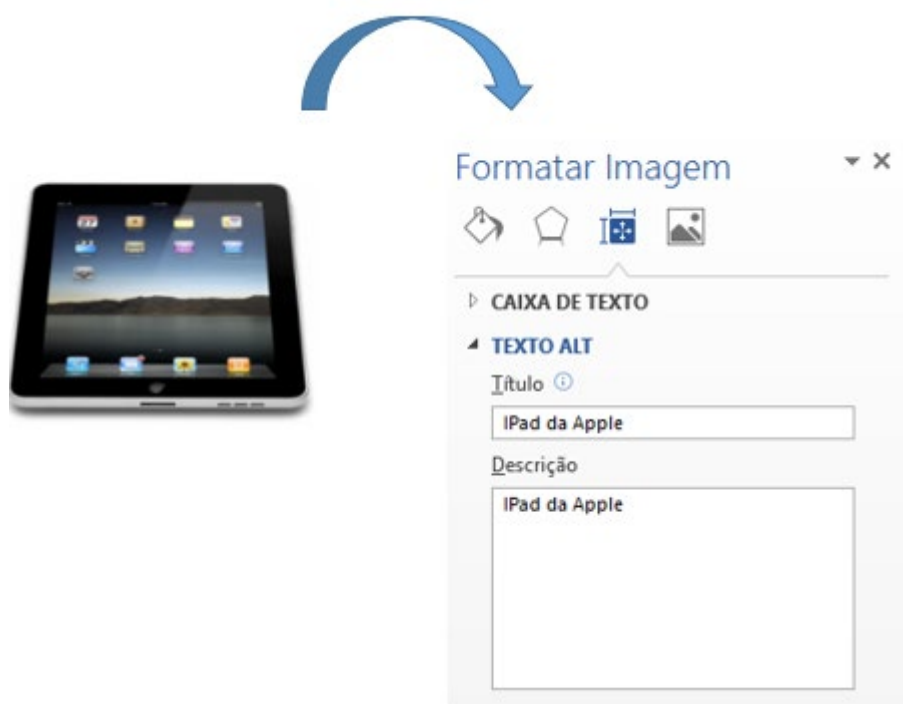 Formatar Imagem
CAIXA DE TEXTO
TEXTO ALT
Título
IPad da Apple
Descrição
IPad da Apple